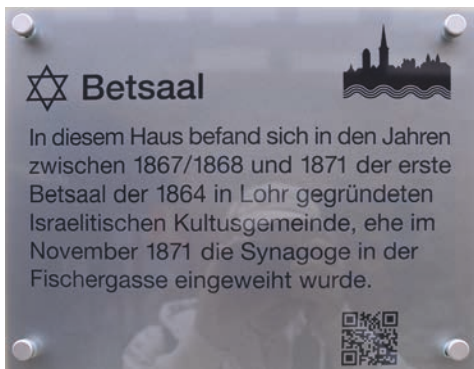 Betsaal
In diesem Haus befand sich in den Jahren
zwischen 1867/1868 und 1871 der erste
Betsaal der 1864 in Lohr gegründeten
Israelitischen Kultusgemeinde, ehe im
November 1871 die Synagoge in der
Fischergasse eingeweiht wurde.